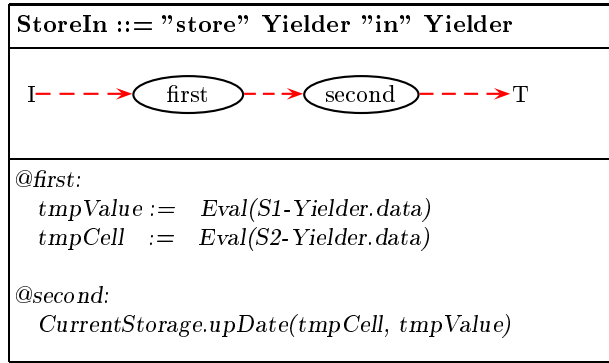 StoreIn ::= ”store” Yielder ”in” Yielder
I first second T
@first:
tmpValue := Eval(S1-Yielder.data)
tmpCell := Eval(S2-Yielder.data)
@second:
CurrentStorage.upDate(tmpCell, tmpValue)